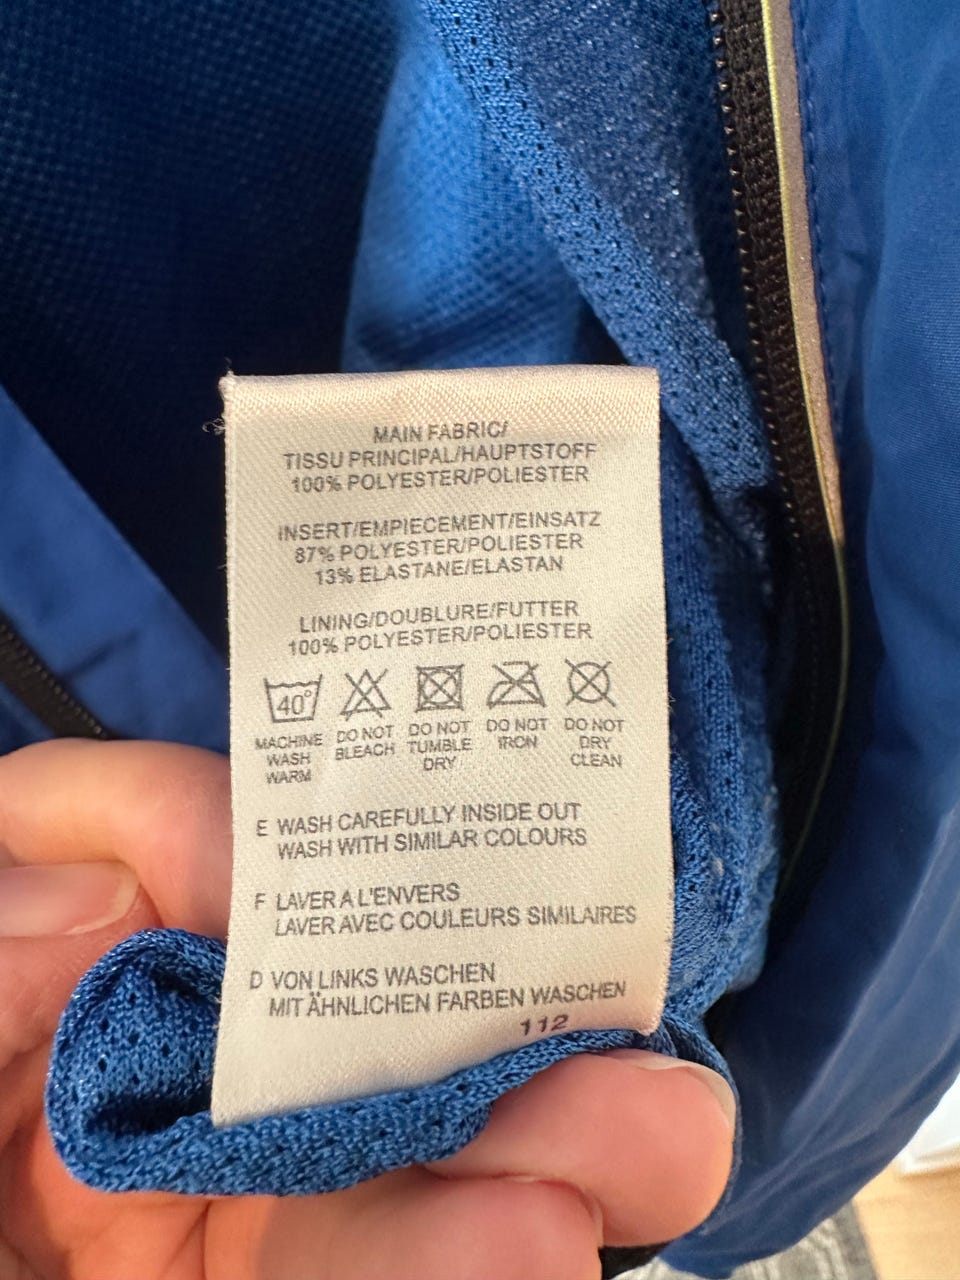 MAIN FABRIC/
TISSU PRINCIPAL/HAUPTSTOFF
100% POLYESTER/POLIESTER
INSERT/EMPIECEMENT/EINSATZ
87% POLYESTER/POLIESTER
13% ELASTANE/ELASTAN
LINING/DOUBLURE/FUTTER
100% POLYESTER/POLIESTER
40°
MACHINE WASH WARM
DO NOT BLEACH
DO NOT TUMBLE DRY
DO NOT IRON
DO NOT DRY CLEAN
E WASH CAREFULLY INSIDE OUT
WASH WITH SIMILAR COLOURS
F LAVER A L'ENVERS
LAVER AVEC COULEURS SIMILAIRES
D VON LINKS WASCHEN
MIT ÄHNLICHEN FARBEN WASCHEN
112